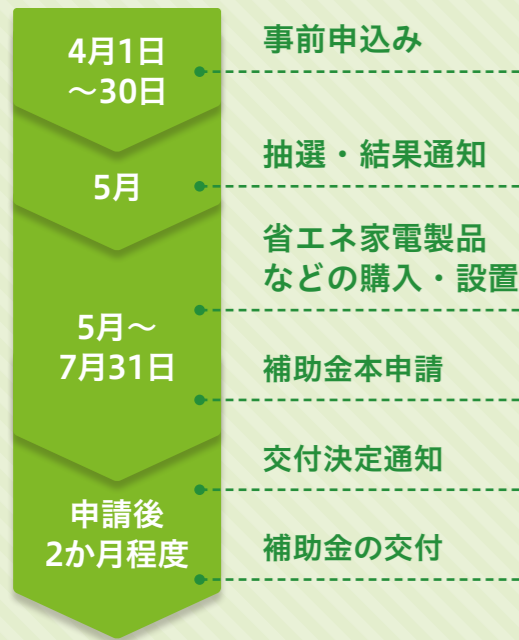 4月1日
～30日
事前申込み
5月
抽選・結果通知
5月～
7月31日
省エネ家電製品
などの購入・設置
補助金本申請
申請後
2か月程度
交付決定通知
補助金の交付